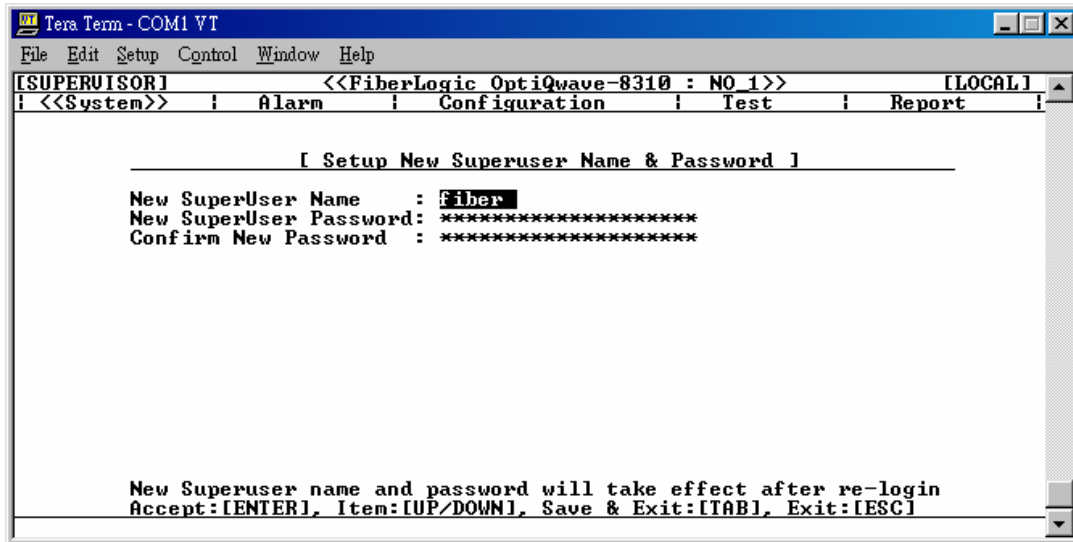 Tera Term - COM1 VT
File Edit Setup Control Window Help
[SUPERVISOR] <<FiberLogic OptiQwave-8310 : NO_1>> [LOCAL]
¦ <<System>> ¦ Alarm ¦ Configuration ¦ Test ¦ Report ¦
[ Setup New Superuser Name & Password ]
New SuperUser Name : fiber
New SuperUser Password: ********************
Confirm New Password : ********************
New Superuser name and password will take effect after re-login
Accept:[ENTER], Item:[UP/DOWN], Save & Exit:[TAB], Exit:[ESC]